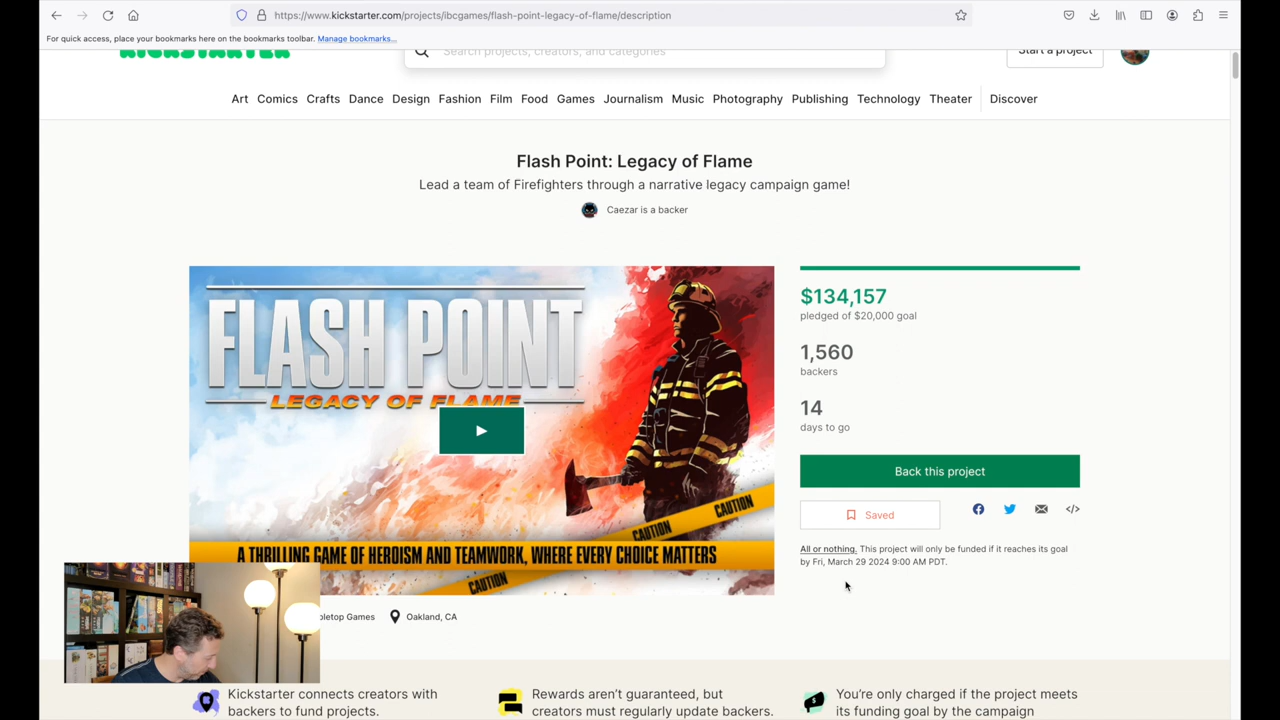 https://www.kickstarter.com/projects/ibcgames/flash-point-legacy-of-flame/description
For quick access, place your bookmarks here on the bookmarks toolbar. Manage bookmarks...
KICKSTARTER
Search projects, creators, and categories
Start a project
Art Comics Crafts Dance Design Fashion Film Food Games Journalism Music Photography Publishing Technology Theater Discover
Flash Point: Legacy of Flame
Lead a team of Firefighters through a narrative legacy campaign game!
Caezar is a backer
FLASH POINT
LEGACY OF FLAME
CAUTION
CAUTION
A THRILLING GAME OF HEROISM AND TEAMWORK, WHERE EVERY CHOICE MATTERS
CAUTION
$134,157
pledged of $20,000 goal
1,560
backers
14
days to go
Back this project
Saved
</>
All or nothing. This project will only be funded if it reaches its goal
by Fri, March 29 2024 9:00 AM PDT.
bletop Games
Oakland, CA
Kickstarter connects creators with
backers to fund projects.
Rewards aren't guaranteed, but
creators must regularly update backers.
You're only charged if the project meets
its funding goal by the campaign